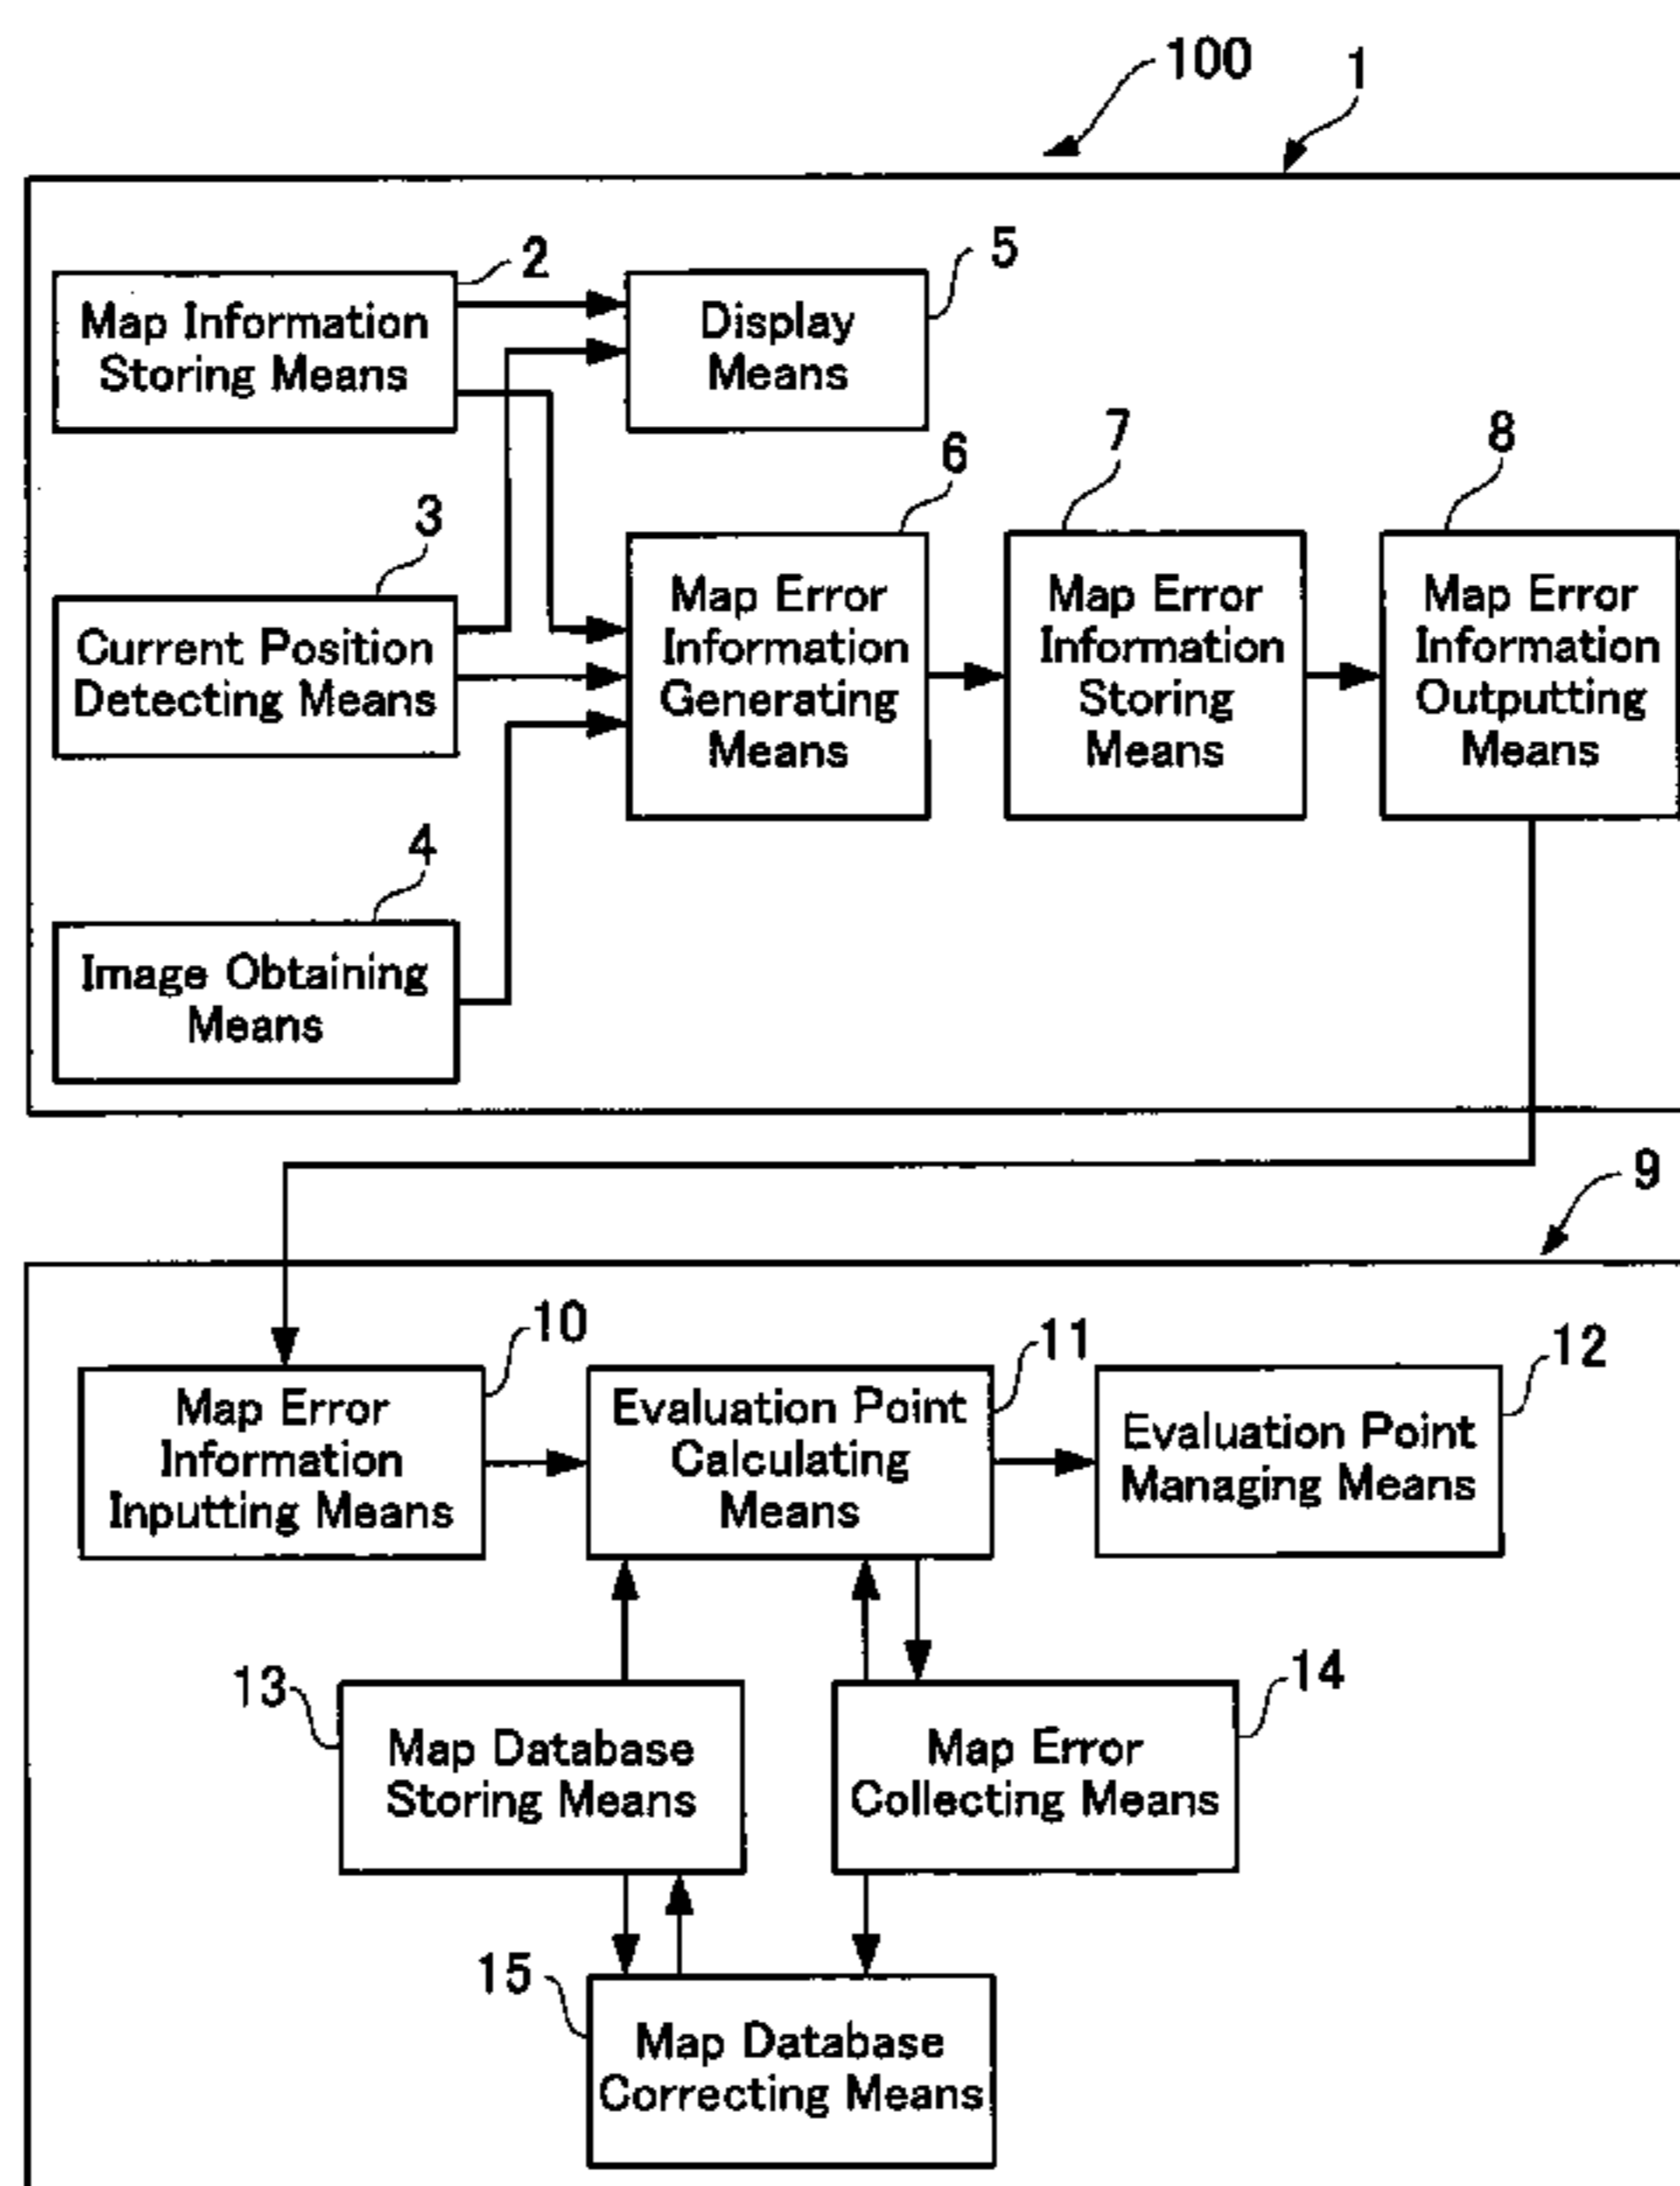 100
1
2
Map Information
Storing Means
5
Display
Means
3
Current Position
Detecting Means
6
Map Error
Information
Generating
Means
7
Map Error
Information
Storing
Means
8
Map Error
Information
Outputting
Means
4
Image Obtaining
Means
9
10
Map Error
Information
Inputting Means
11
Evaluation Point
Calculating
Means
12
Evaluation Point
Managing Means
13
Map Database
Storing Means
14
Map Error
Collecting Means
15
Map Database
Correcting Means